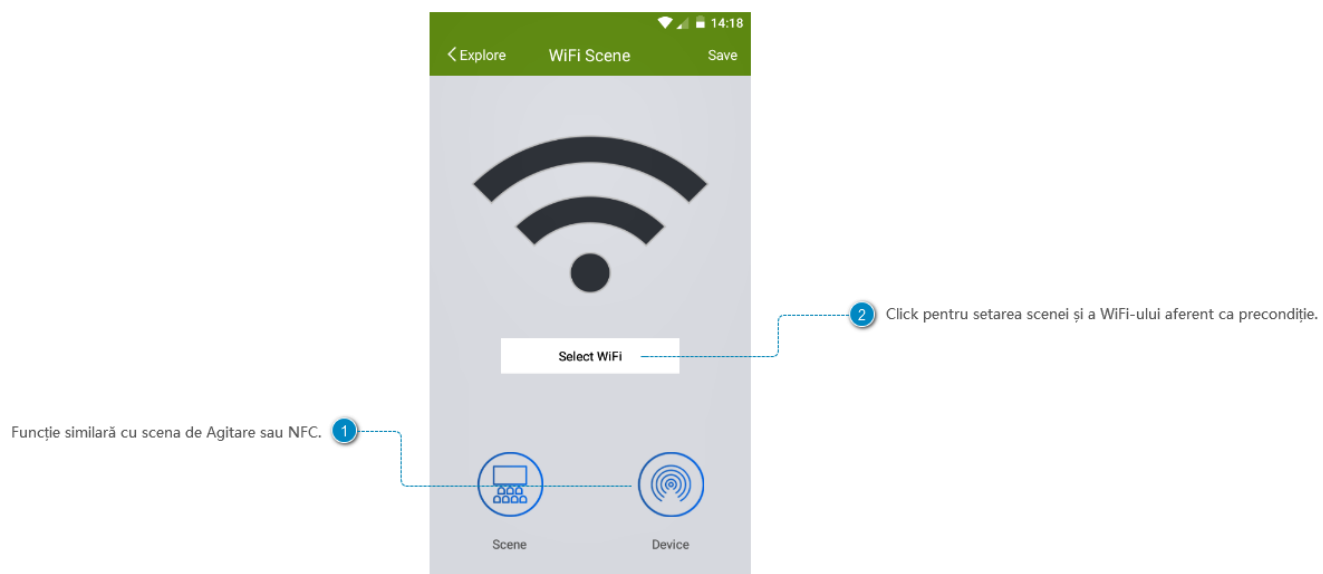 14:18
Explore WiFi Scene Save
2 Click pentru setarea scenei și a WiFi-ului aferent ca precondiție.
Select WiFi
Funcție similară cu scena de Agitare sau NFC. 1
Scene Device